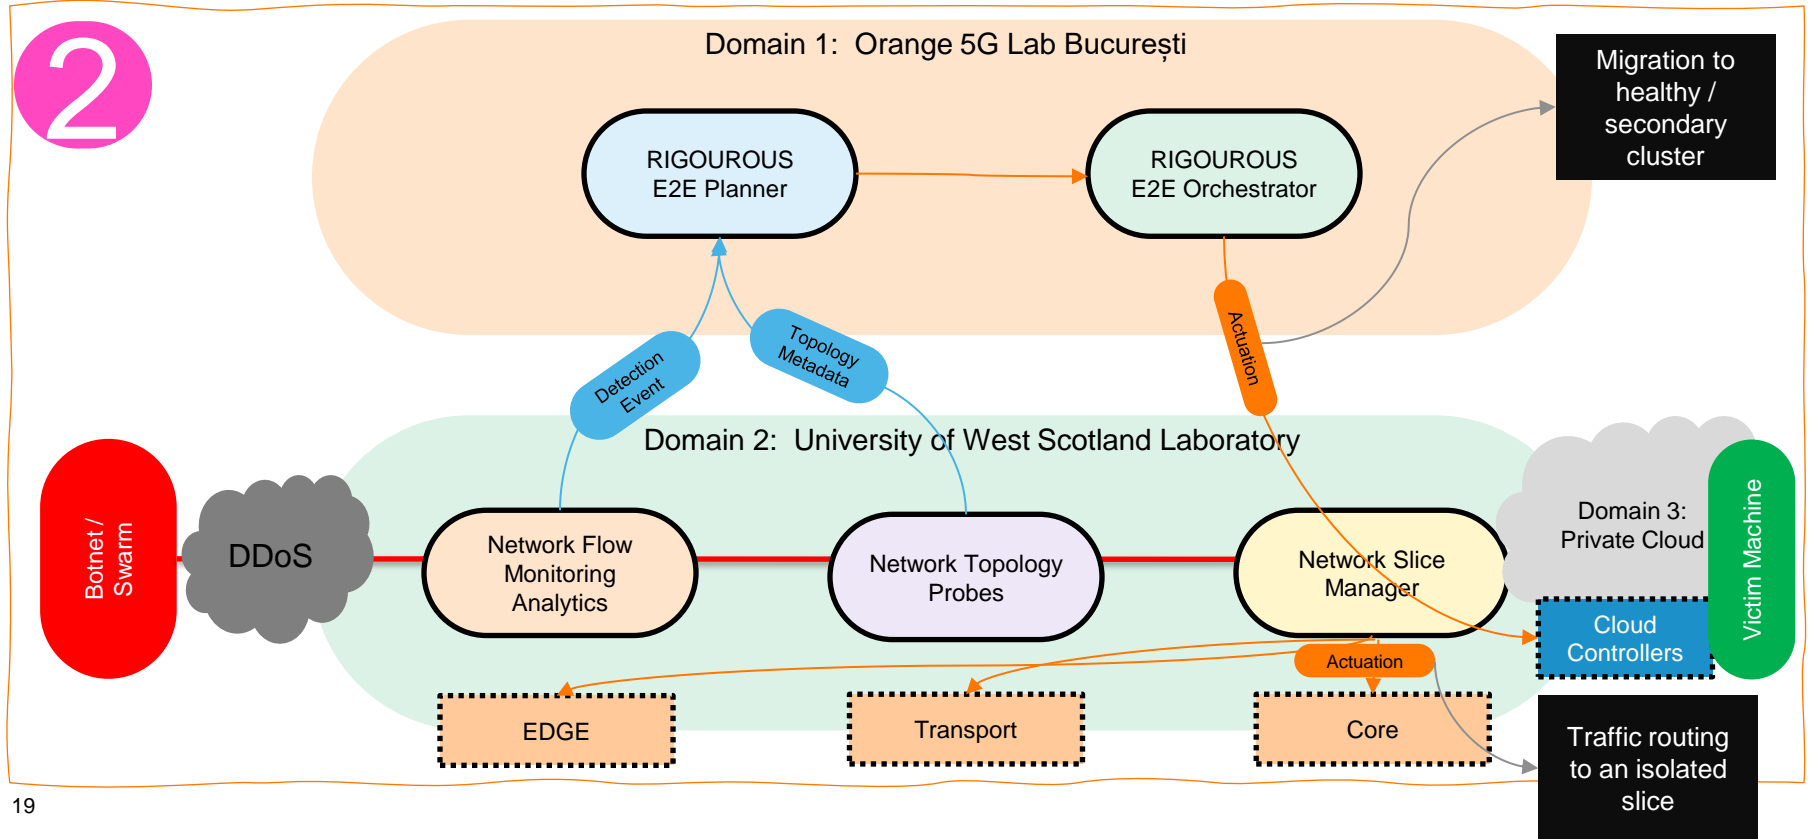 2
Domain 1:  Orange 5G Lab București
Migration to
healthy /
secondary
cluster
RIGOUROUS
E2E Planner
RIGOUROUS
E2E Orchestrator
Actuation
Topology
Metadata
Detection
Event
Domain 2:  University of West Scotland Laboratory
Botnet /
Swarm
DDoS
Network Flow
Monitoring
Analytics
Network Topology
Probes
Network Slice
Manager
Domain 3:
Private Cloud
Victim Machine
Cloud
Controllers
Actuation
EDGE
Transport
Core
Traffic routing
to an isolated
slice
19